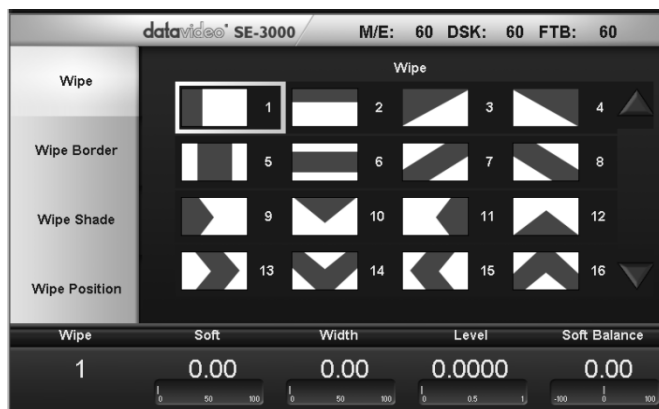 datavideo SE-3000 M/E: 60 DSK: 60 FTB: 60
Wipe
Wipe
1 2 3 4
Wipe Border
5 6 7 8
Wipe Shade
9 10 11 12
Wipe Position
13 14 15 16
Wipe Soft Width Level Soft Balance
1 0.00 0.00 0.0000 0.00
0 50 100 0 50 100 0 0.5 1 -100 0 100